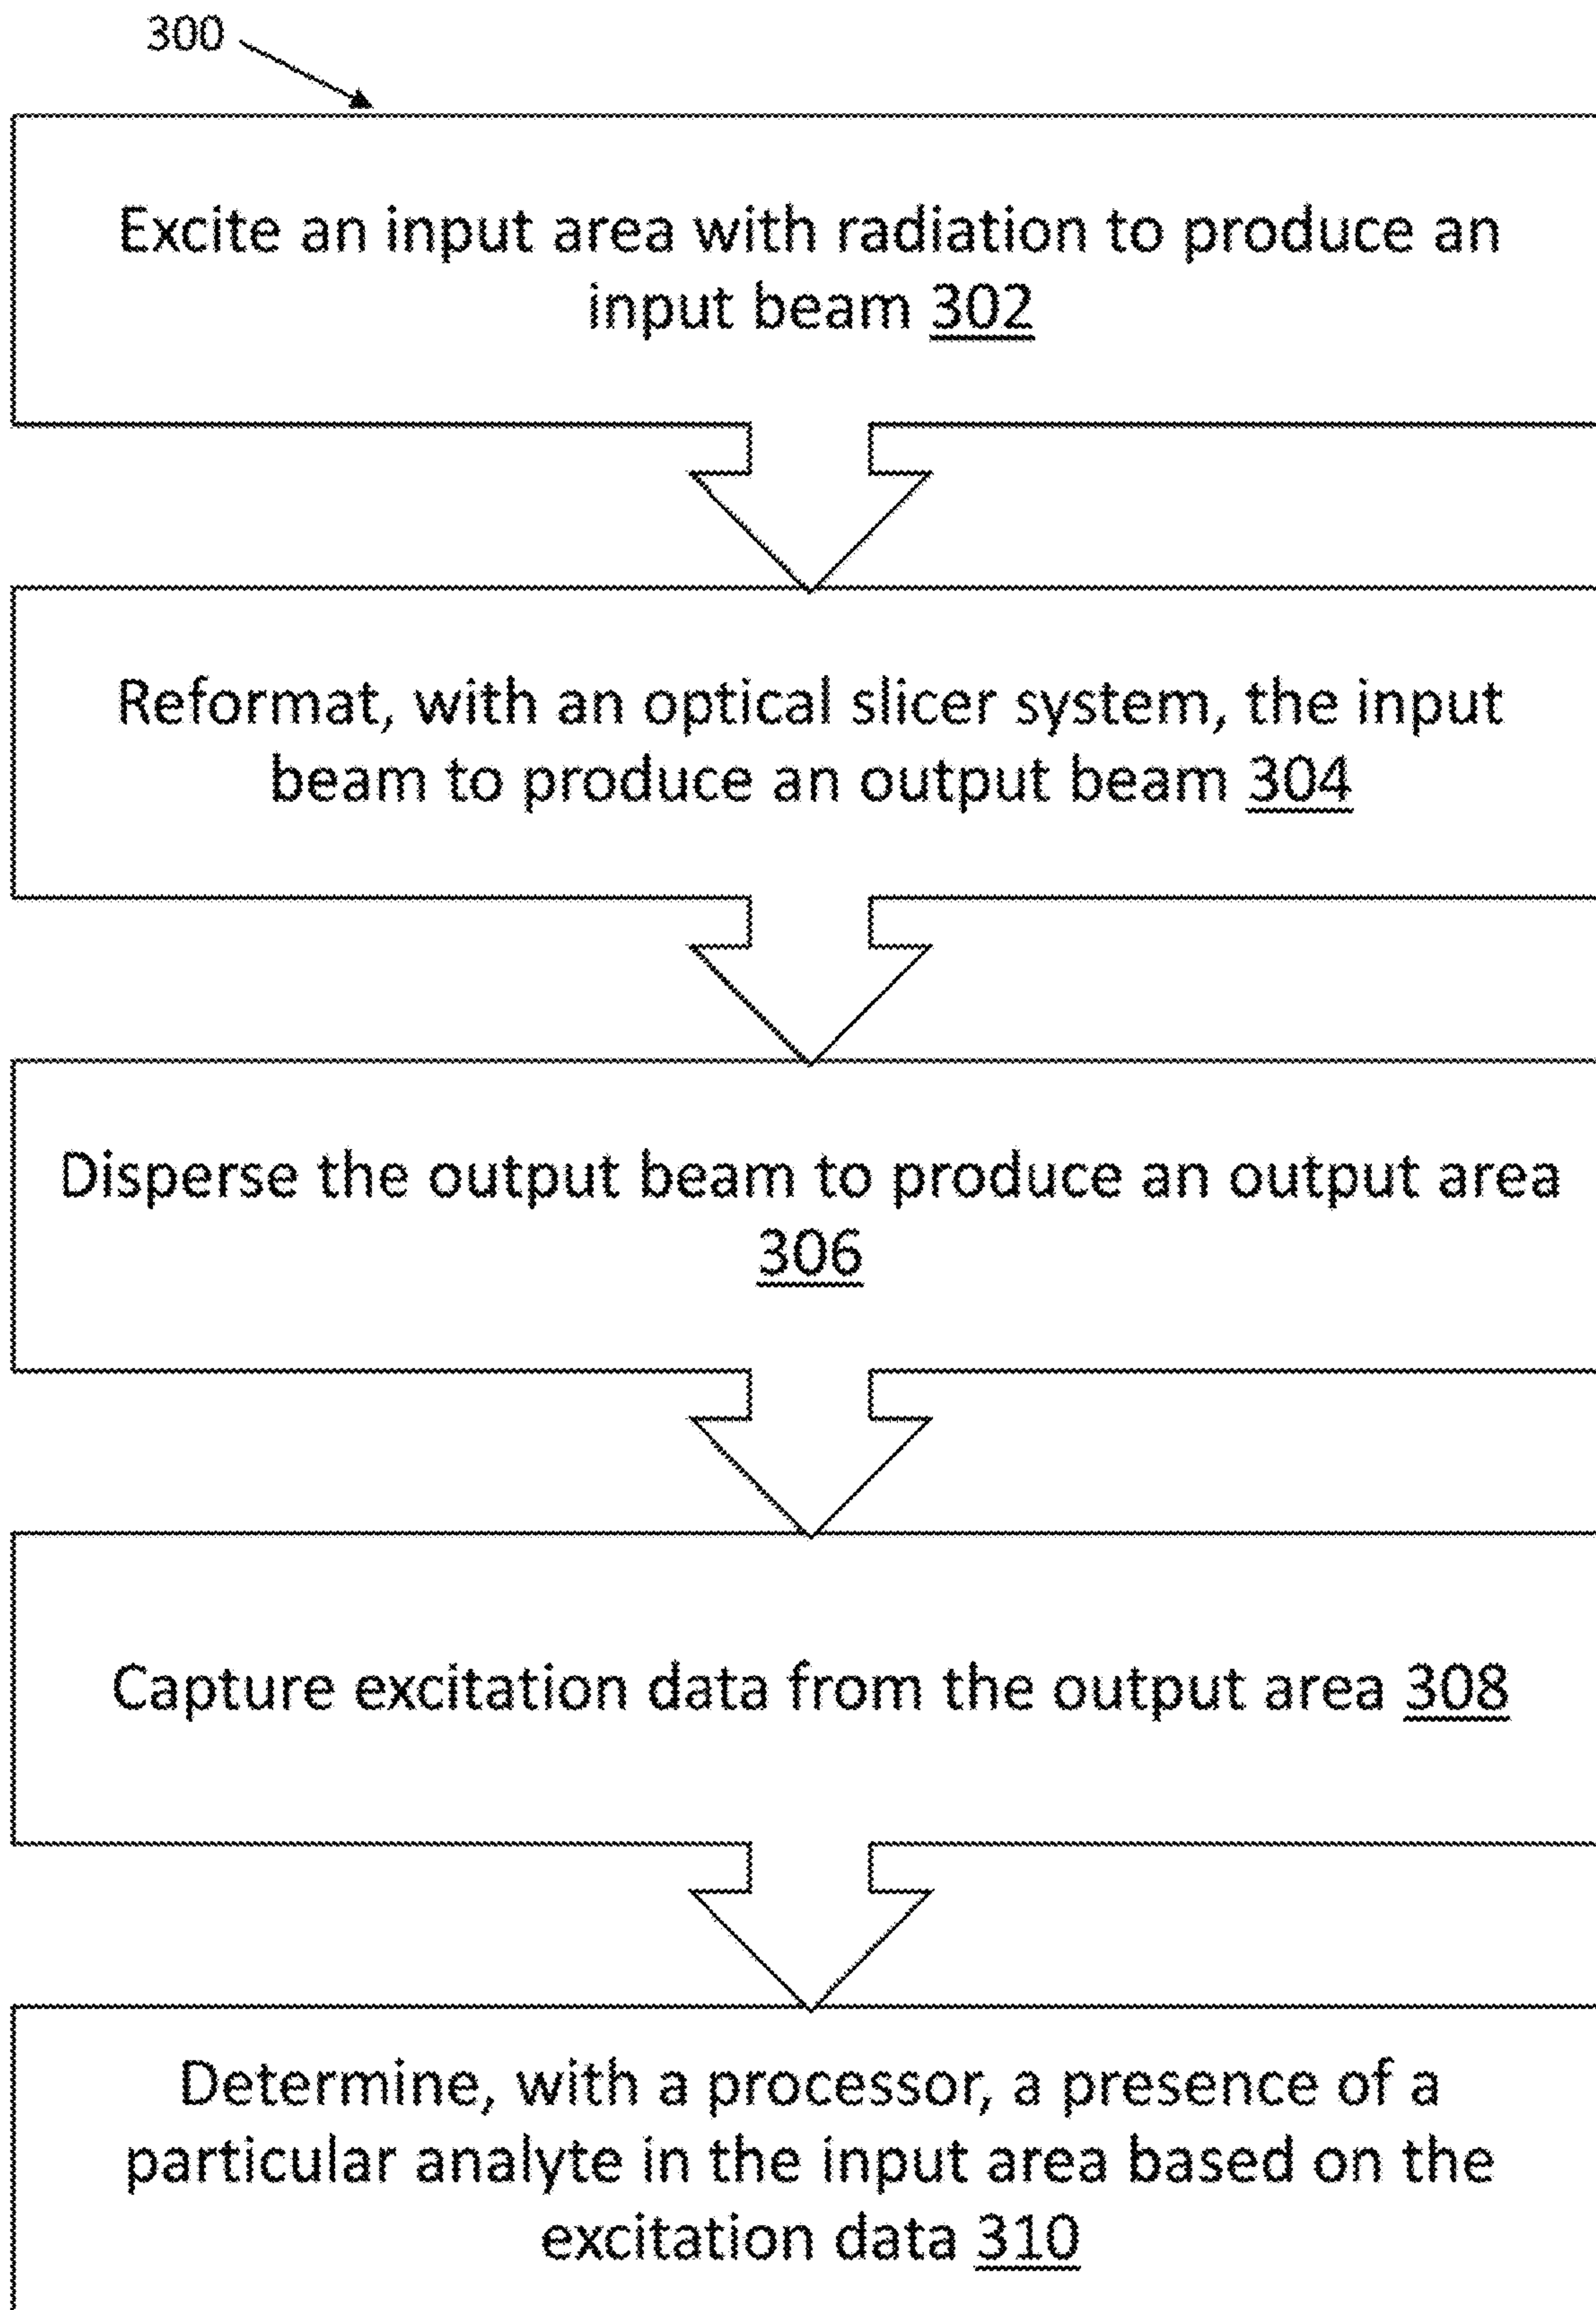 300
Excite an input area with radiation to produce an
input beam 302
Reformat, with an optical slicer system, the input
beam to produce an output beam 304
Disperse the output beam to produce an output area
306
Capture excitation data from the output area 308
Determine, with a processor, a presence of a
particular analyte in the input area based on the
excitation data 310